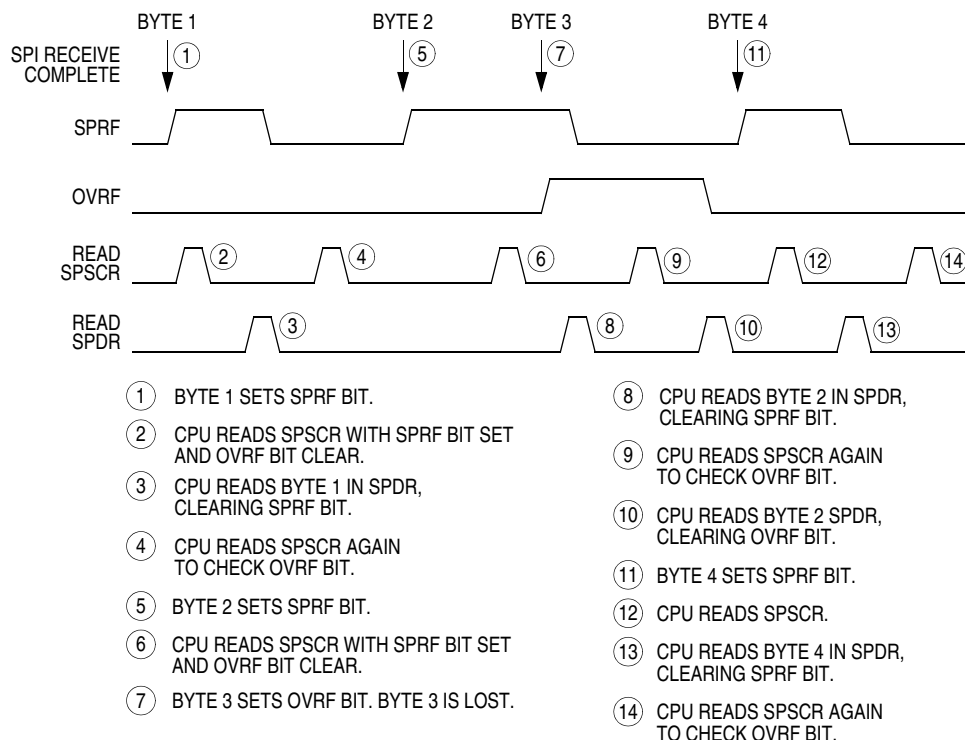 BYTE 1 BYTE 2 BYTE 3 BYTE 4
SPI RECEIVE
COMPLETE
1 5 7 11
SPRF
OVRF
READ
SPSCR
2 4 6 9 12 14
READ
SPDR
3 8 10 13
1 BYTE 1 SETS SPRF BIT.
2 CPU READS SPSCR WITH SPRF BIT SET
AND OVRF BIT CLEAR.
3 CPU READS BYTE 1 IN SPDR,
CLEARING SPRF BIT.
4 CPU READS SPSCR AGAIN
TO CHECK OVRF BIT.
5 BYTE 2 SETS SPRF BIT.
6 CPU READS SPSCR WITH SPRF BIT SET
AND OVRF BIT CLEAR.
7 BYTE 3 SETS OVRF BIT. BYTE 3 IS LOST.
8 CPU READS BYTE 2 IN SPDR,
CLEARING SPRF BIT.
9 CPU READS SPSCR AGAIN
TO CHECK OVRF BIT.
10 CPU READS BYTE 2 SPDR,
CLEARING OVRF BIT.
11 BYTE 4 SETS SPRF BIT.
12 CPU READS SPSCR.
13 CPU READS BYTE 4 IN SPDR,
CLEARING SPRF BIT.
14 CPU READS SPSCR AGAIN
TO CHECK OVRF BIT.